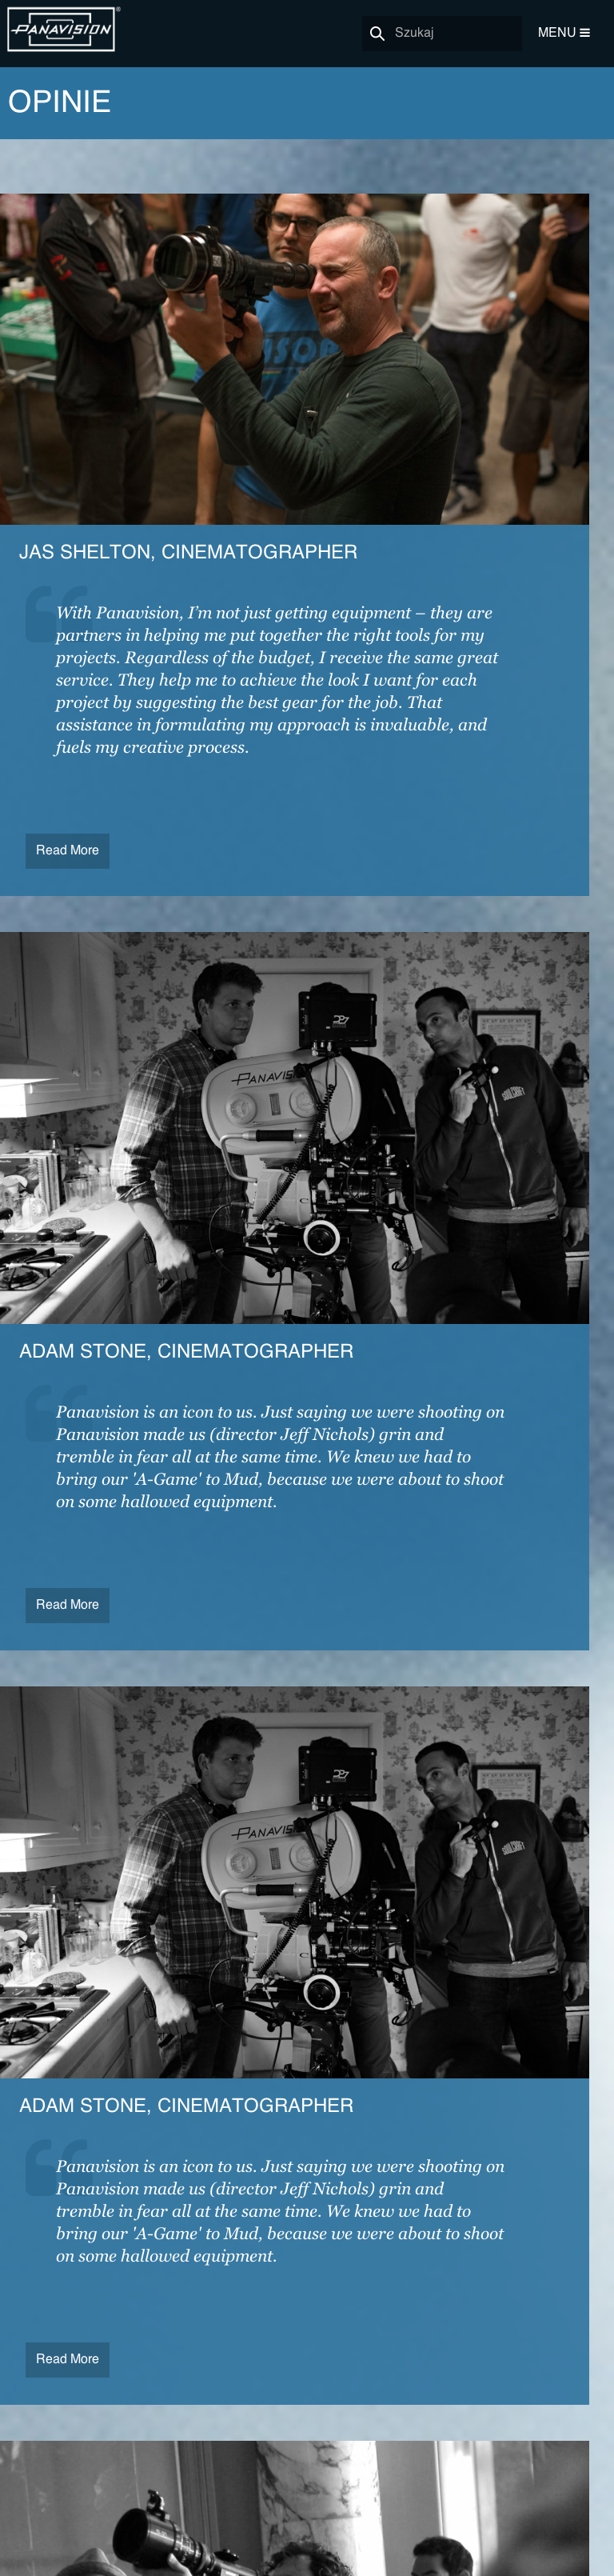 PANAVISION®
Szukaj
MENU
OPINIE
JAS SHELTON, CINEMATOGRAPHER
With Panavision, I’m not just getting equipment – they are
partners in helping me put together the right tools for my
projects. Regardless of the budget, I receive the same great
service. They help me to achieve the look I want for each
project by suggesting the best gear for the job. That
assistance in formulating my approach is invaluable, and
fuels my creative process.
Read More
PANAVISION
ADAM STONE, CINEMATOGRAPHER
Panavision is an icon to us. Just saying we were shooting on
Panavision made us (director Jeff Nichols) grin and
tremble in fear all at the same time. We knew we had to
bring our 'A-Game' to Mud, because we were about to shoot
on some hallowed equipment.
Read More
PANAVISION
ADAM STONE, CINEMATOGRAPHER
Panavision is an icon to us. Just saying we were shooting on
Panavision made us (director Jeff Nichols) grin and
tremble in fear all at the same time. We knew we had to
bring our 'A-Game' to Mud, because we were about to shoot
on some hallowed equipment.
Read More